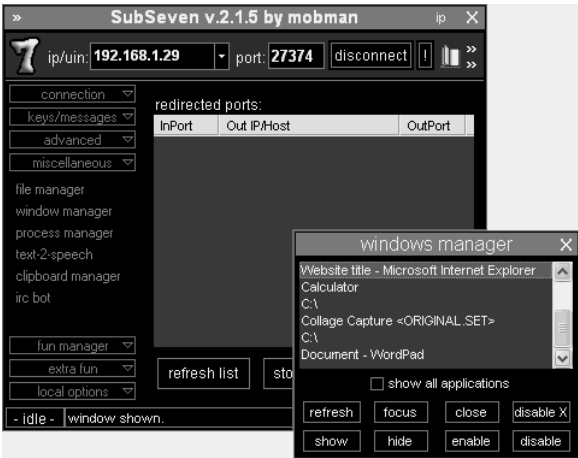 » SubSeven v.2.1.5 by mobman ip X
7 ip/uin: 192.168.1.29 port: 27374 disconnect ! »
»
connection
keys/messages
advanced
miscellaneous
file manager
window manager
process manager
text-2-speech
clipboard manager
irc bot
fun manager
extra fun
local options
redirected ports:
InPort Out IP/Host OutPort
refresh list sto
- idle - window shown.
windows manager X
Website title - Microsoft Internet Explorer
Calculator
C:\
Collage Capture <ORIGINAL.SET>
C:\
Document - WordPad
show all applications
refresh focus close disable X
show hide enable disable